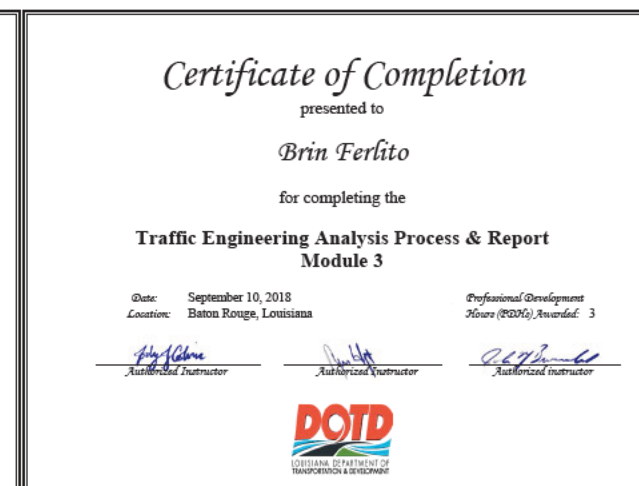 Certificate of Completion
presented to
Brin Ferlito
for completing the
Traffic Engineering Analysis Process & Report
Module 3
Date: September 10, 2018
Location: Baton Rouge, Louisiana
Professional Development
Hours (PDHs) Awarded: 3
Authorized Instructor
Authorized Instructor
Authorized instructor
DOTD
LOUISIANA DEPARTMENT OF
TRANSPORTATION & DEVELOPMENT